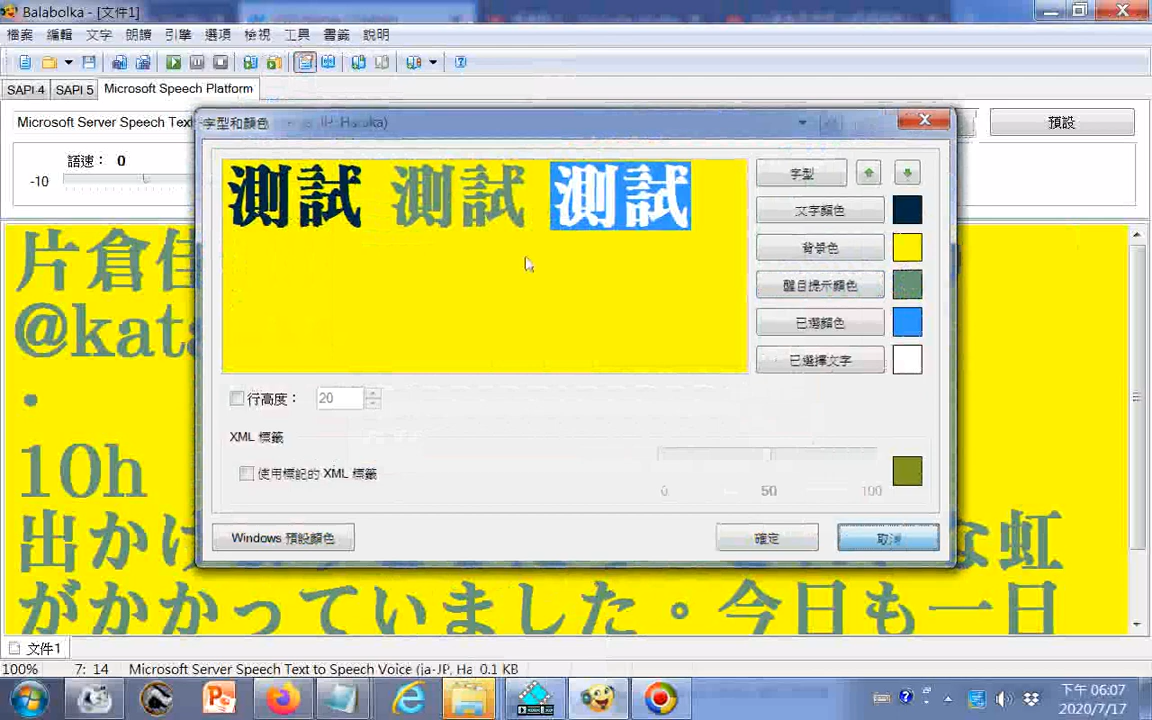 Balabolka - [文件1]
檔案 編輯 文字 朗讀 引擎 選項 檢視 工具 書籤 說明
SAPI 4 SAPI 5 Microsoft Speech Platform
Microsoft Server Speech Text
預設
語速： 0
-10
字型和顏色
測試 測試 測試
字型
文字顏色
背景色
醒目提示顏色
已選顏色
已選擇文字
行高度： 20
XML 標籤
使用標記的 XML 標籤
0 50 100
Windows 預設顏色
確定
取消
片倉佳
@kata
・
10h
出かけ
な虹
がかかっていました。今日も一日
文件1
100% 7: 14 Microsoft Server Speech Text to Speech Voice (ja-JP, Ha 0.1 KB
下午 06:07
2020/7/17